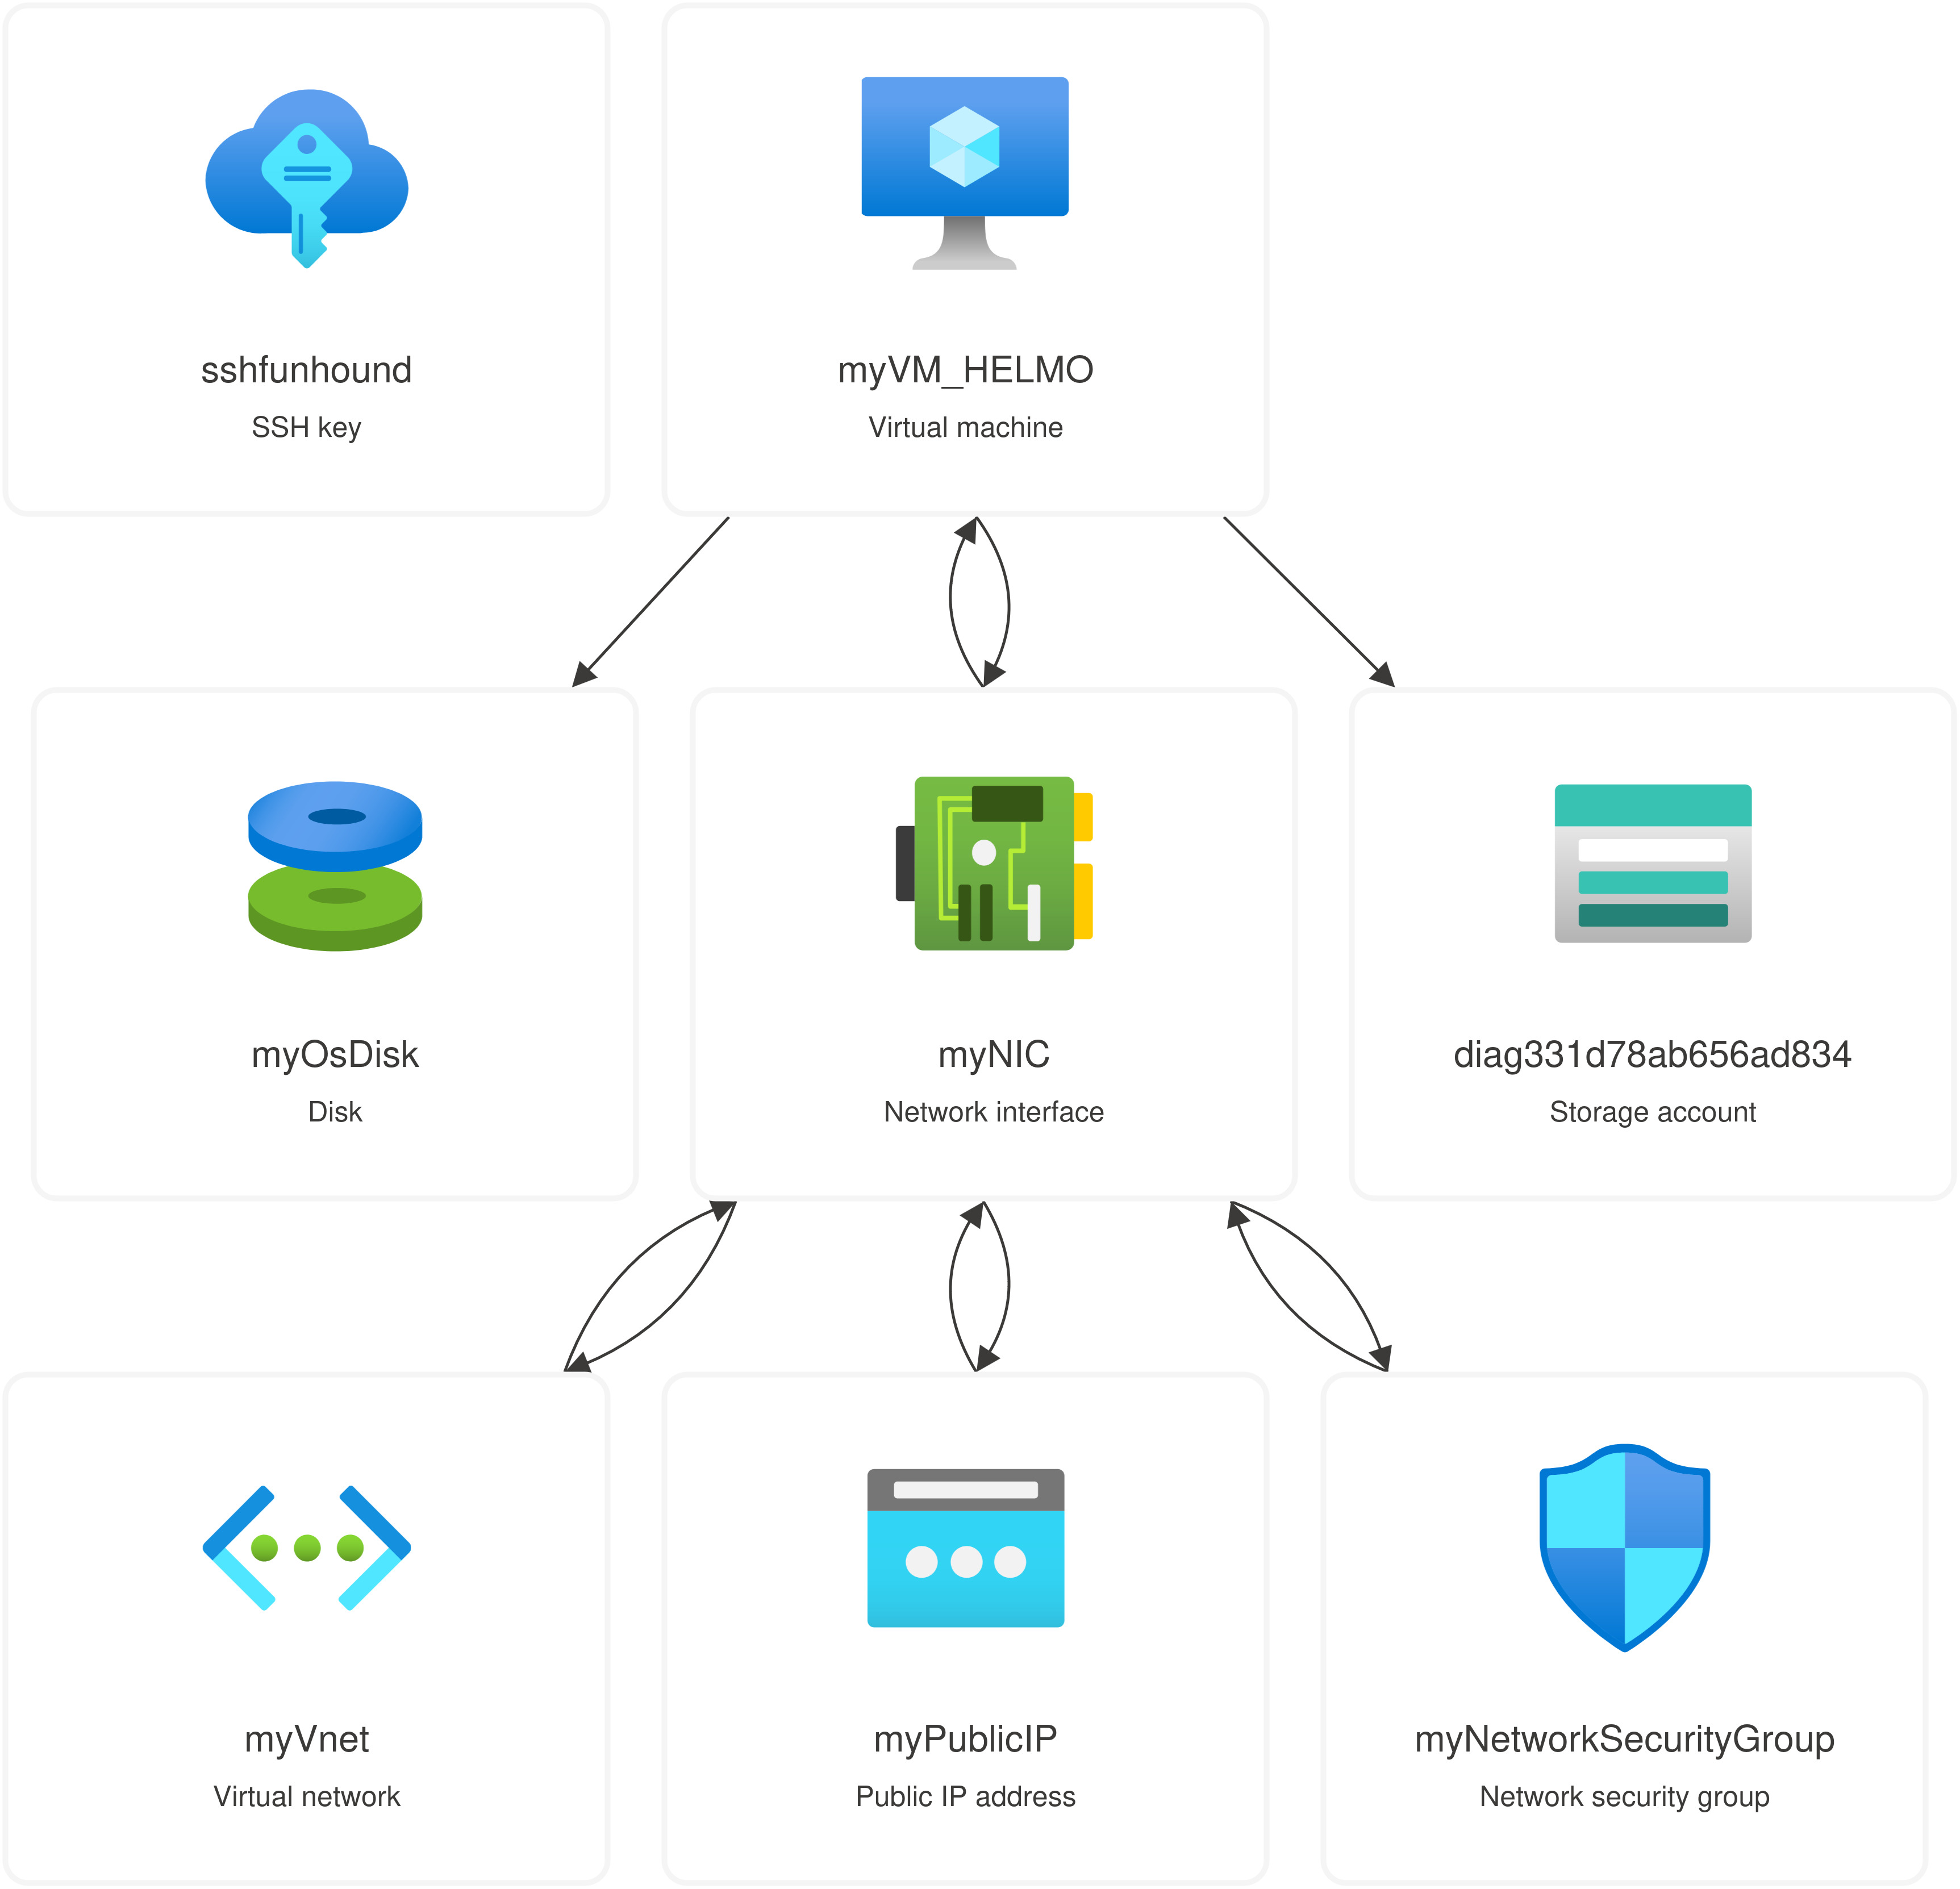 sshfunhound
SSH key
myVM_HELMO
Virtual machine
myOsDisk
Disk
myNIC
Network interface
diag331d78ab656ad834
Storage account
myVnet
Virtual network
myPublicIP
Public IP address
myNetworkSecurityGroup
Network security group